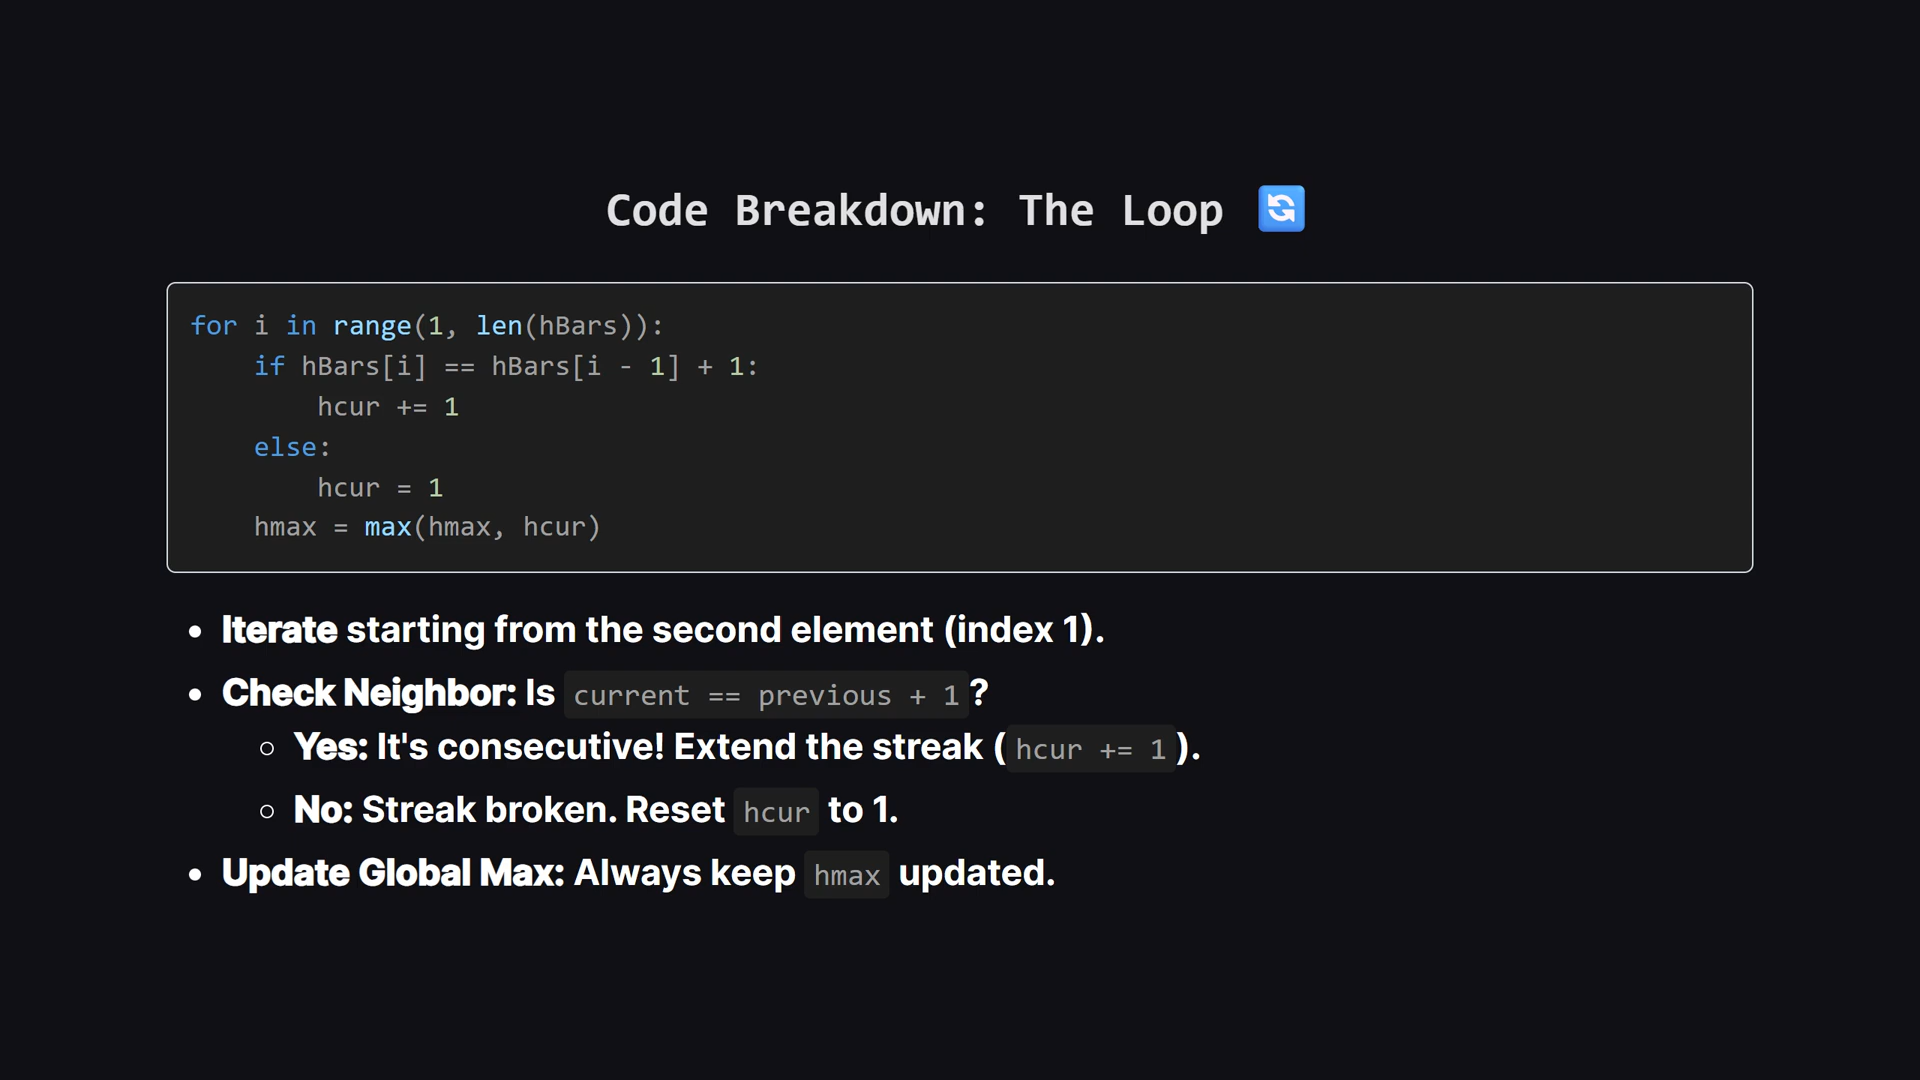 Code Breakdown: The Loop 🔄
for i in range(1, len(hBars)):
    if hBars[i] == hBars[i - 1] + 1:
        hcur += 1
    else:
        hcur = 1
    hmax = max(hmax, hcur)
• Iterate starting from the second element (index 1).
• Check Neighbor: Is current == previous + 1?
◦ Yes: It's consecutive! Extend the streak (hcur += 1).
◦ No: Streak broken. Reset hcur to 1.
• Update Global Max: Always keep hmax updated.